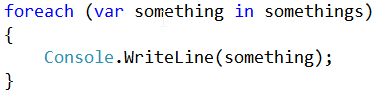 foreach (var something in somethings)
{
    Console.WriteLine(something);
}